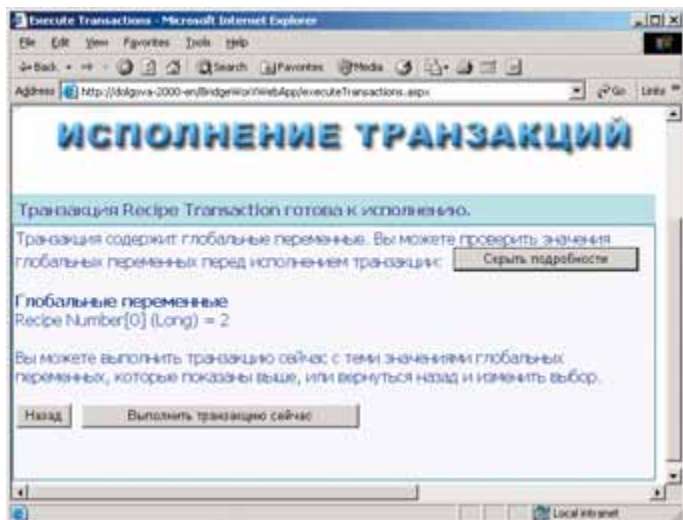 Execute Transactions - Microsoft Internet Explorer
File Edit View Favorites Tools Help
Back Search Favorites Media
Address http://dolgova-2000-en/BridgeWorXWebApp/executeTransactions.aspx Go Links
ИСПОЛНЕНИЕ ТРАНЗАКЦИЙ
Транзакция Recipe Transaction готова к исполнению.
Транзакция содержит глобальные переменные. Вы можете проверить значения
глобальных переменных перед исполнением транзакции: Скрыть подробности
Глобальные переменные
Recipe Number[0] (Long) = 2
Вы можете выполнить транзакцию сейчас с теми значениями глобальных
переменных, которые показаны выше, или вернуться назад и изменить выбор.
Назад Выполнить транзакцию сейчас
Local intranet